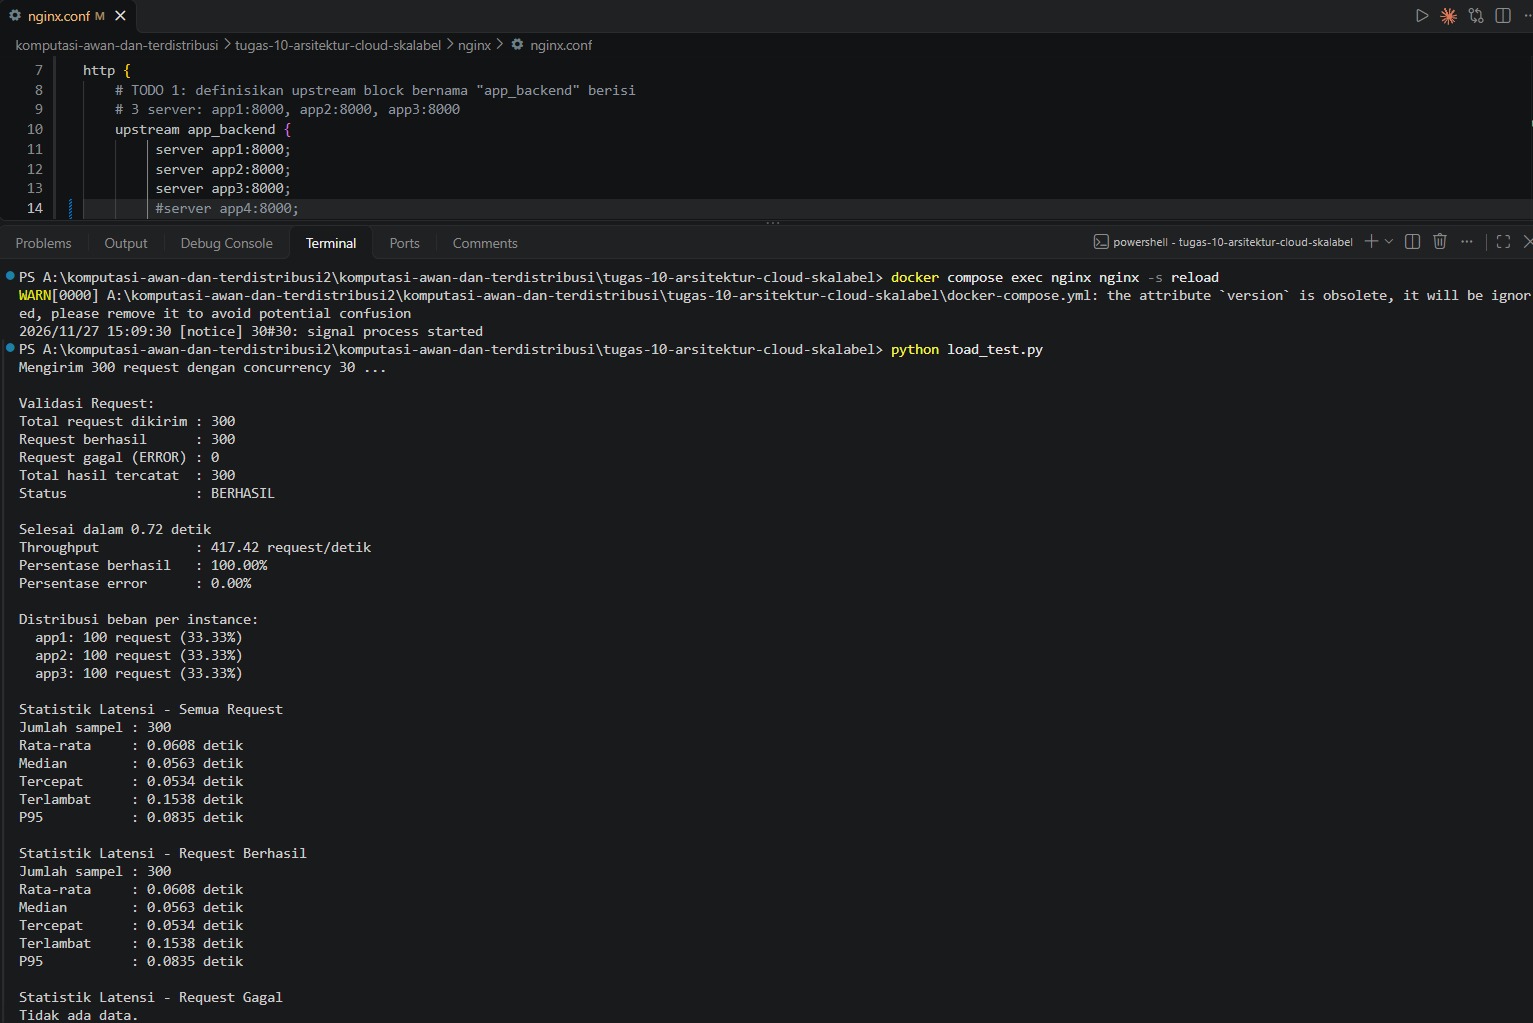 nginx.conf M
komputasi-awan-dan-terdistribusi > tugas-10-arsitektur-cloud-skalabel > nginx > nginx.conf
7 http {
8 # TODO 1: definisikan upstream block bernama "app_backend" berisi
9 # 3 server: app1:8000, app2:8000, app3:8000
10 upstream app_backend {
11 server app1:8000;
12 server app2:8000;
13 server app3:8000;
14 #server app4:8000;
Problems Output Debug Console Terminal Ports Comments powershell - tugas-10-arsitektur-cloud-skalabel
PS A:\komputasi-awan-dan-terdistribusi2\komputasi-awan-dan-terdistribusi\tugas-10-arsitektur-cloud-skalabel> docker compose exec nginx nginx -s reload
WARN[0000] A:\komputasi-awan-dan-terdistribusi2\komputasi-awan-dan-terdistribusi\tugas-10-arsitektur-cloud-skalabel\docker-compose.yml: the attribute `version` is obsolete, it will be ignor
ed, please remove it to avoid potential confusion
2026/11/27 15:09:30 [notice] 30#30: signal process started
PS A:\komputasi-awan-dan-terdistribusi2\komputasi-awan-dan-terdistribusi\tugas-10-arsitektur-cloud-skalabel> python load_test.py
Mengirim 300 request dengan concurrency 30 ...
Validasi Request:
Total request dikirim : 300
Request berhasil : 300
Request gagal (ERROR) : 0
Total hasil tercatat : 300
Status : BERHASIL
Selesai dalam 0.72 detik
Throughput : 417.42 request/detik
Persentase berhasil : 100.00%
Persentase error : 0.00%
Distribusi beban per instance:
app1: 100 request (33.33%)
app2: 100 request (33.33%)
app3: 100 request (33.33%)
Statistik Latensi - Semua Request
Jumlah sampel : 300
Rata-rata : 0.0608 detik
Median : 0.0563 detik
Tercepat : 0.0534 detik
Terlambat : 0.1538 detik
P95 : 0.0835 detik
Statistik Latensi - Request Berhasil
Jumlah sampel : 300
Rata-rata : 0.0608 detik
Median : 0.0563 detik
Tercepat : 0.0534 detik
Terlambat : 0.1538 detik
P95 : 0.0835 detik
Statistik Latensi - Request Gagal
Tidak ada data.